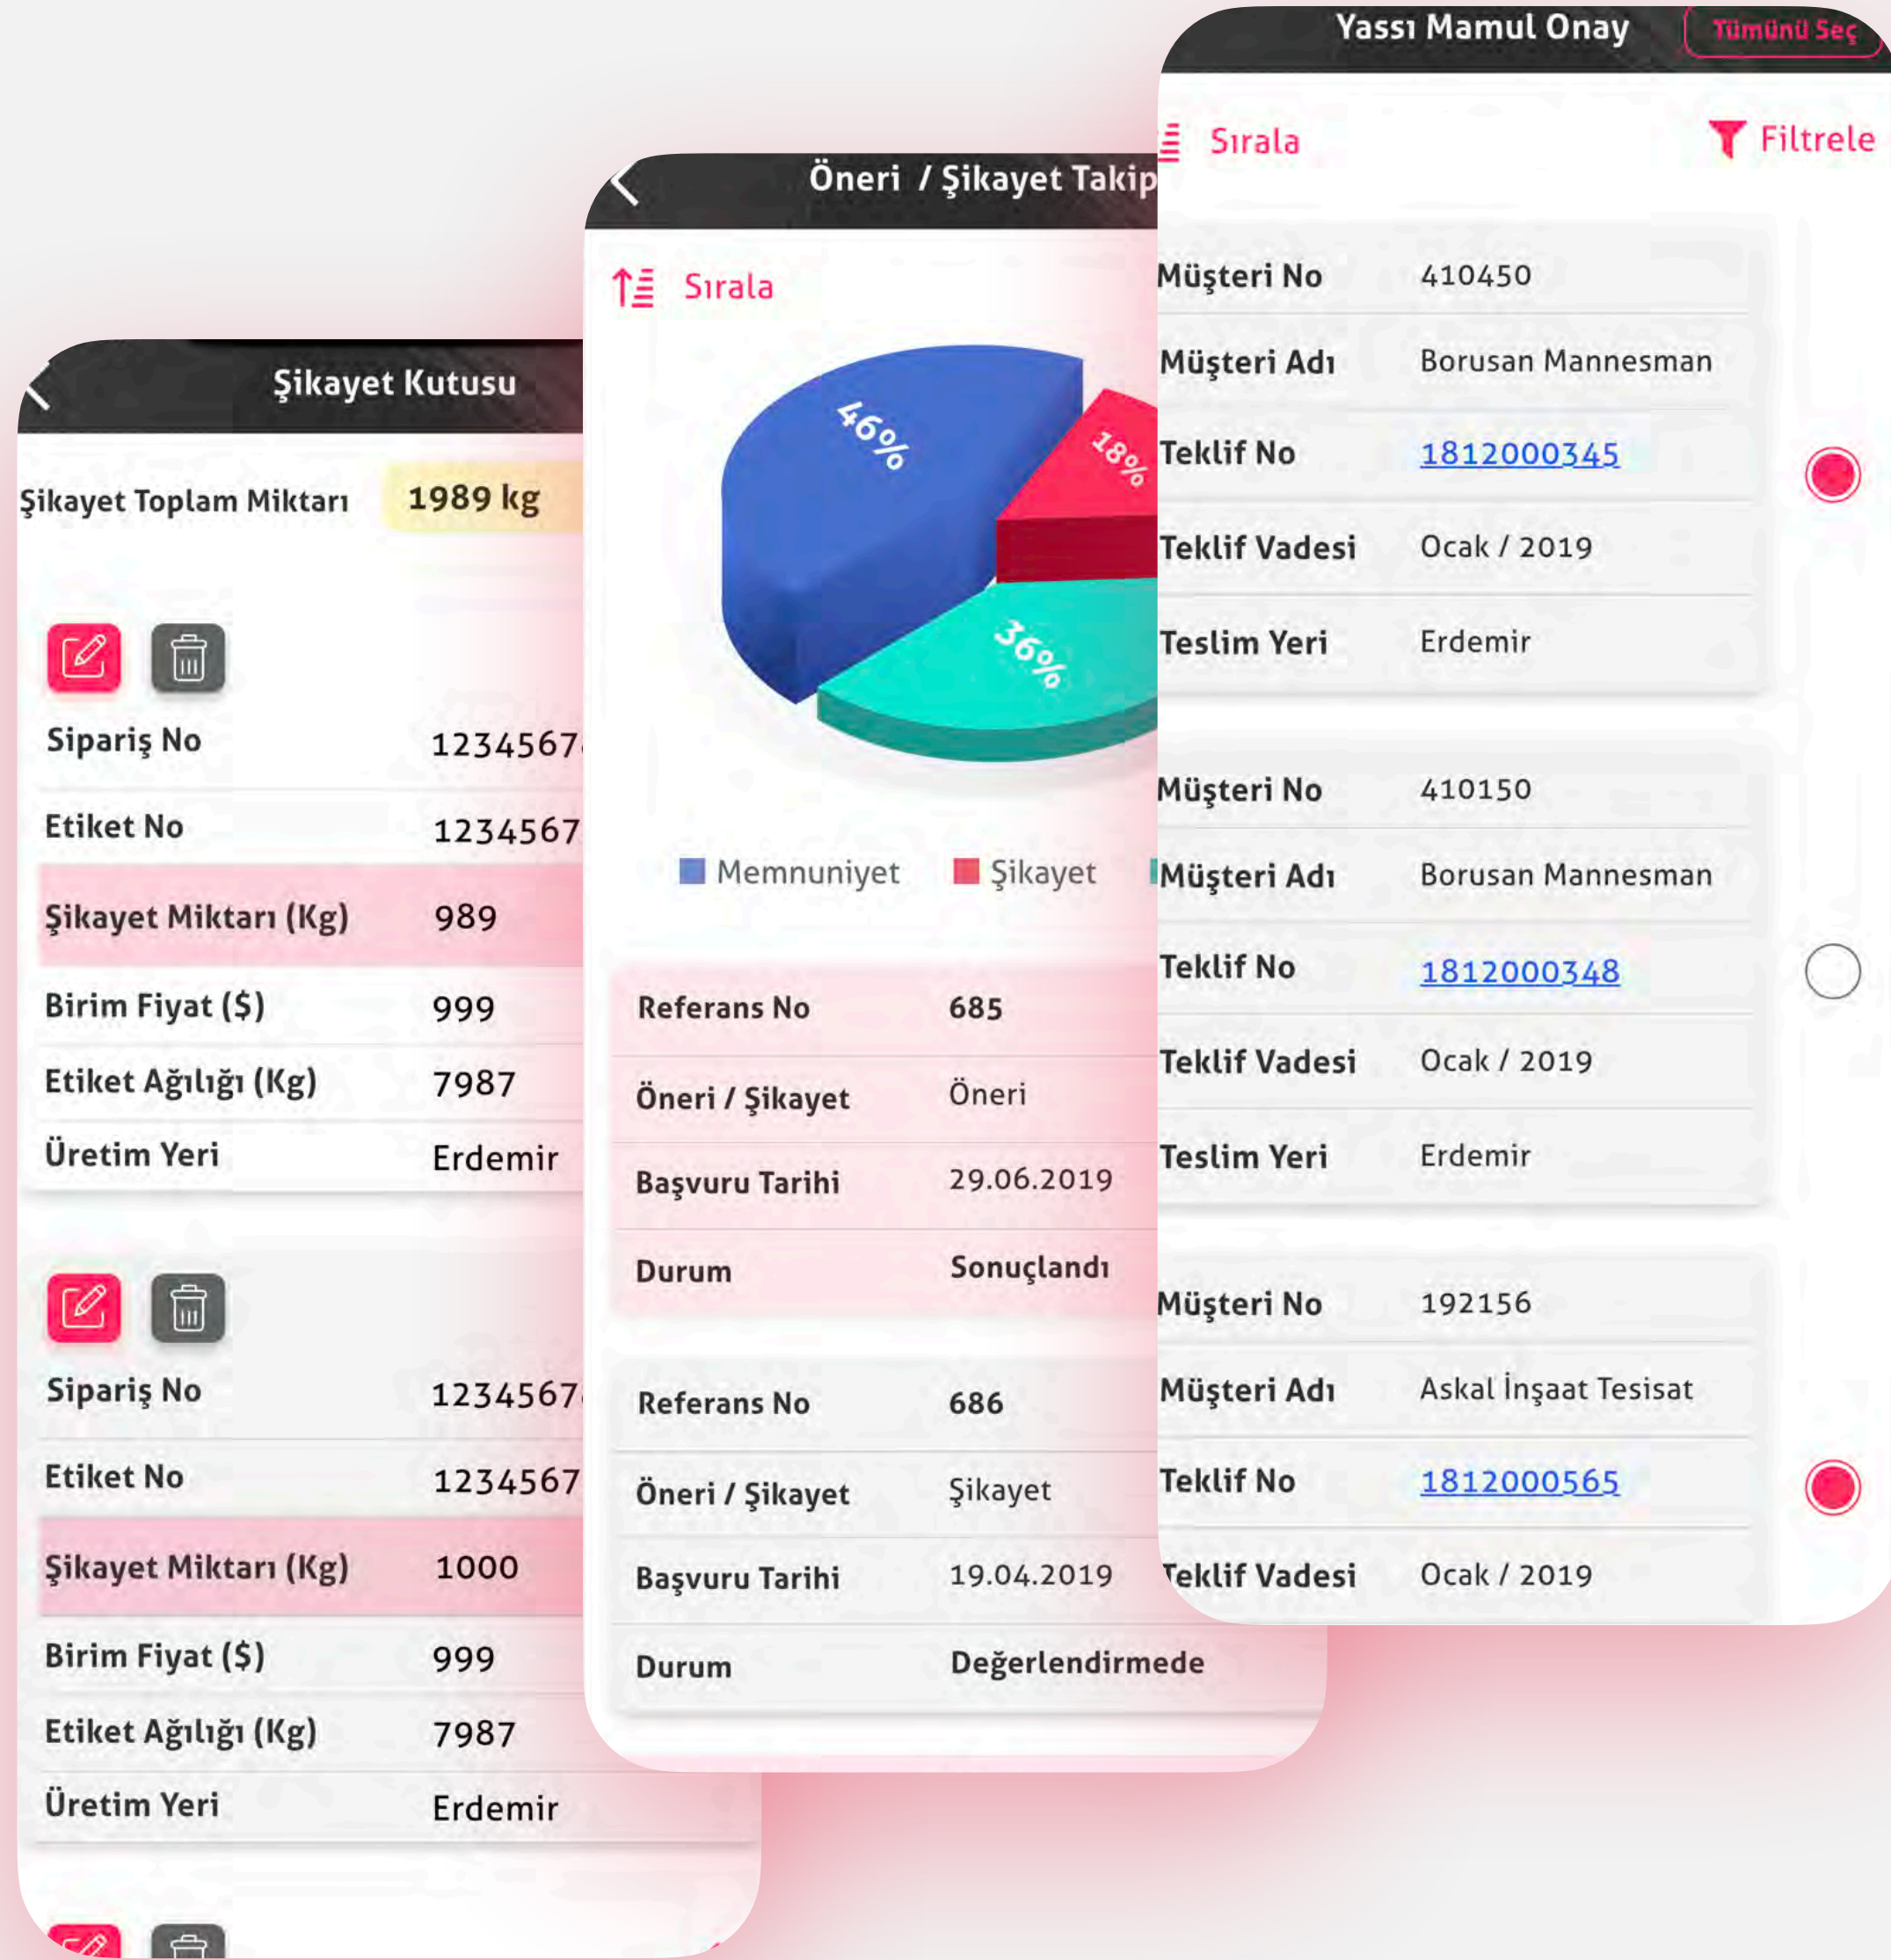 Şikayet Kutusu
Şikayet Toplam Miktarı 1989 kg
Sipariş No 1234567
Etiket No 1234567
Şikayet Miktarı (Kg) 989
Birim Fiyat ($) 999
Etiket Ağılığı (Kg) 7987
Üretim Yeri Erdemir
Sipariş No 1234567
Etiket No 1234567
Şikayet Miktarı (Kg) 1000
Birim Fiyat ($) 999
Etiket Ağılığı (Kg) 7987
Üretim Yeri Erdemir
Öneri / Şikayet Takip
Sırala
46%
18%
36%
Memnuniyet Şikayet
Referans No 685
Öneri / Şikayet Öneri
Başvuru Tarihi 29.06.2019
Durum Sonuçlandı
Referans No 686
Öneri / Şikayet Şikayet
Başvuru Tarihi 19.04.2019
Durum Değerlendirmede
Yassı Mamul Onay Tümünü Seç
Sırala Filtrele
Müşteri No 410450
Müşteri Adı Borusan Mannesman
Teklif No 1812000345
Teklif Vadesi Ocak / 2019
Teslim Yeri Erdemir
Müşteri No 410150
Müşteri Adı Borusan Mannesman
Teklif No 1812000348
Teklif Vadesi Ocak / 2019
Teslim Yeri Erdemir
Müşteri No 192156
Müşteri Adı Askal İnşaat Tesisat
Teklif No 1812000565
Teklif Vadesi Ocak / 2019